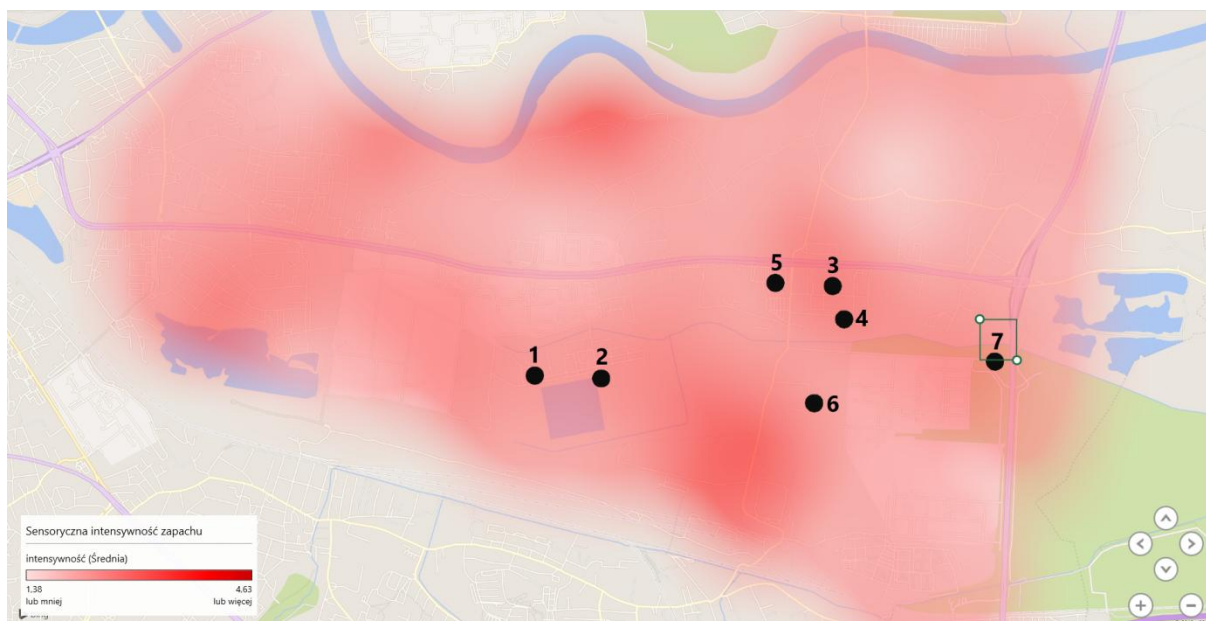 5
3
4
1
2
7
6
Sensoryczna intensywność zapachu
intensywność (Średnia)
1,38
4,63
lub mniej
lub więcej